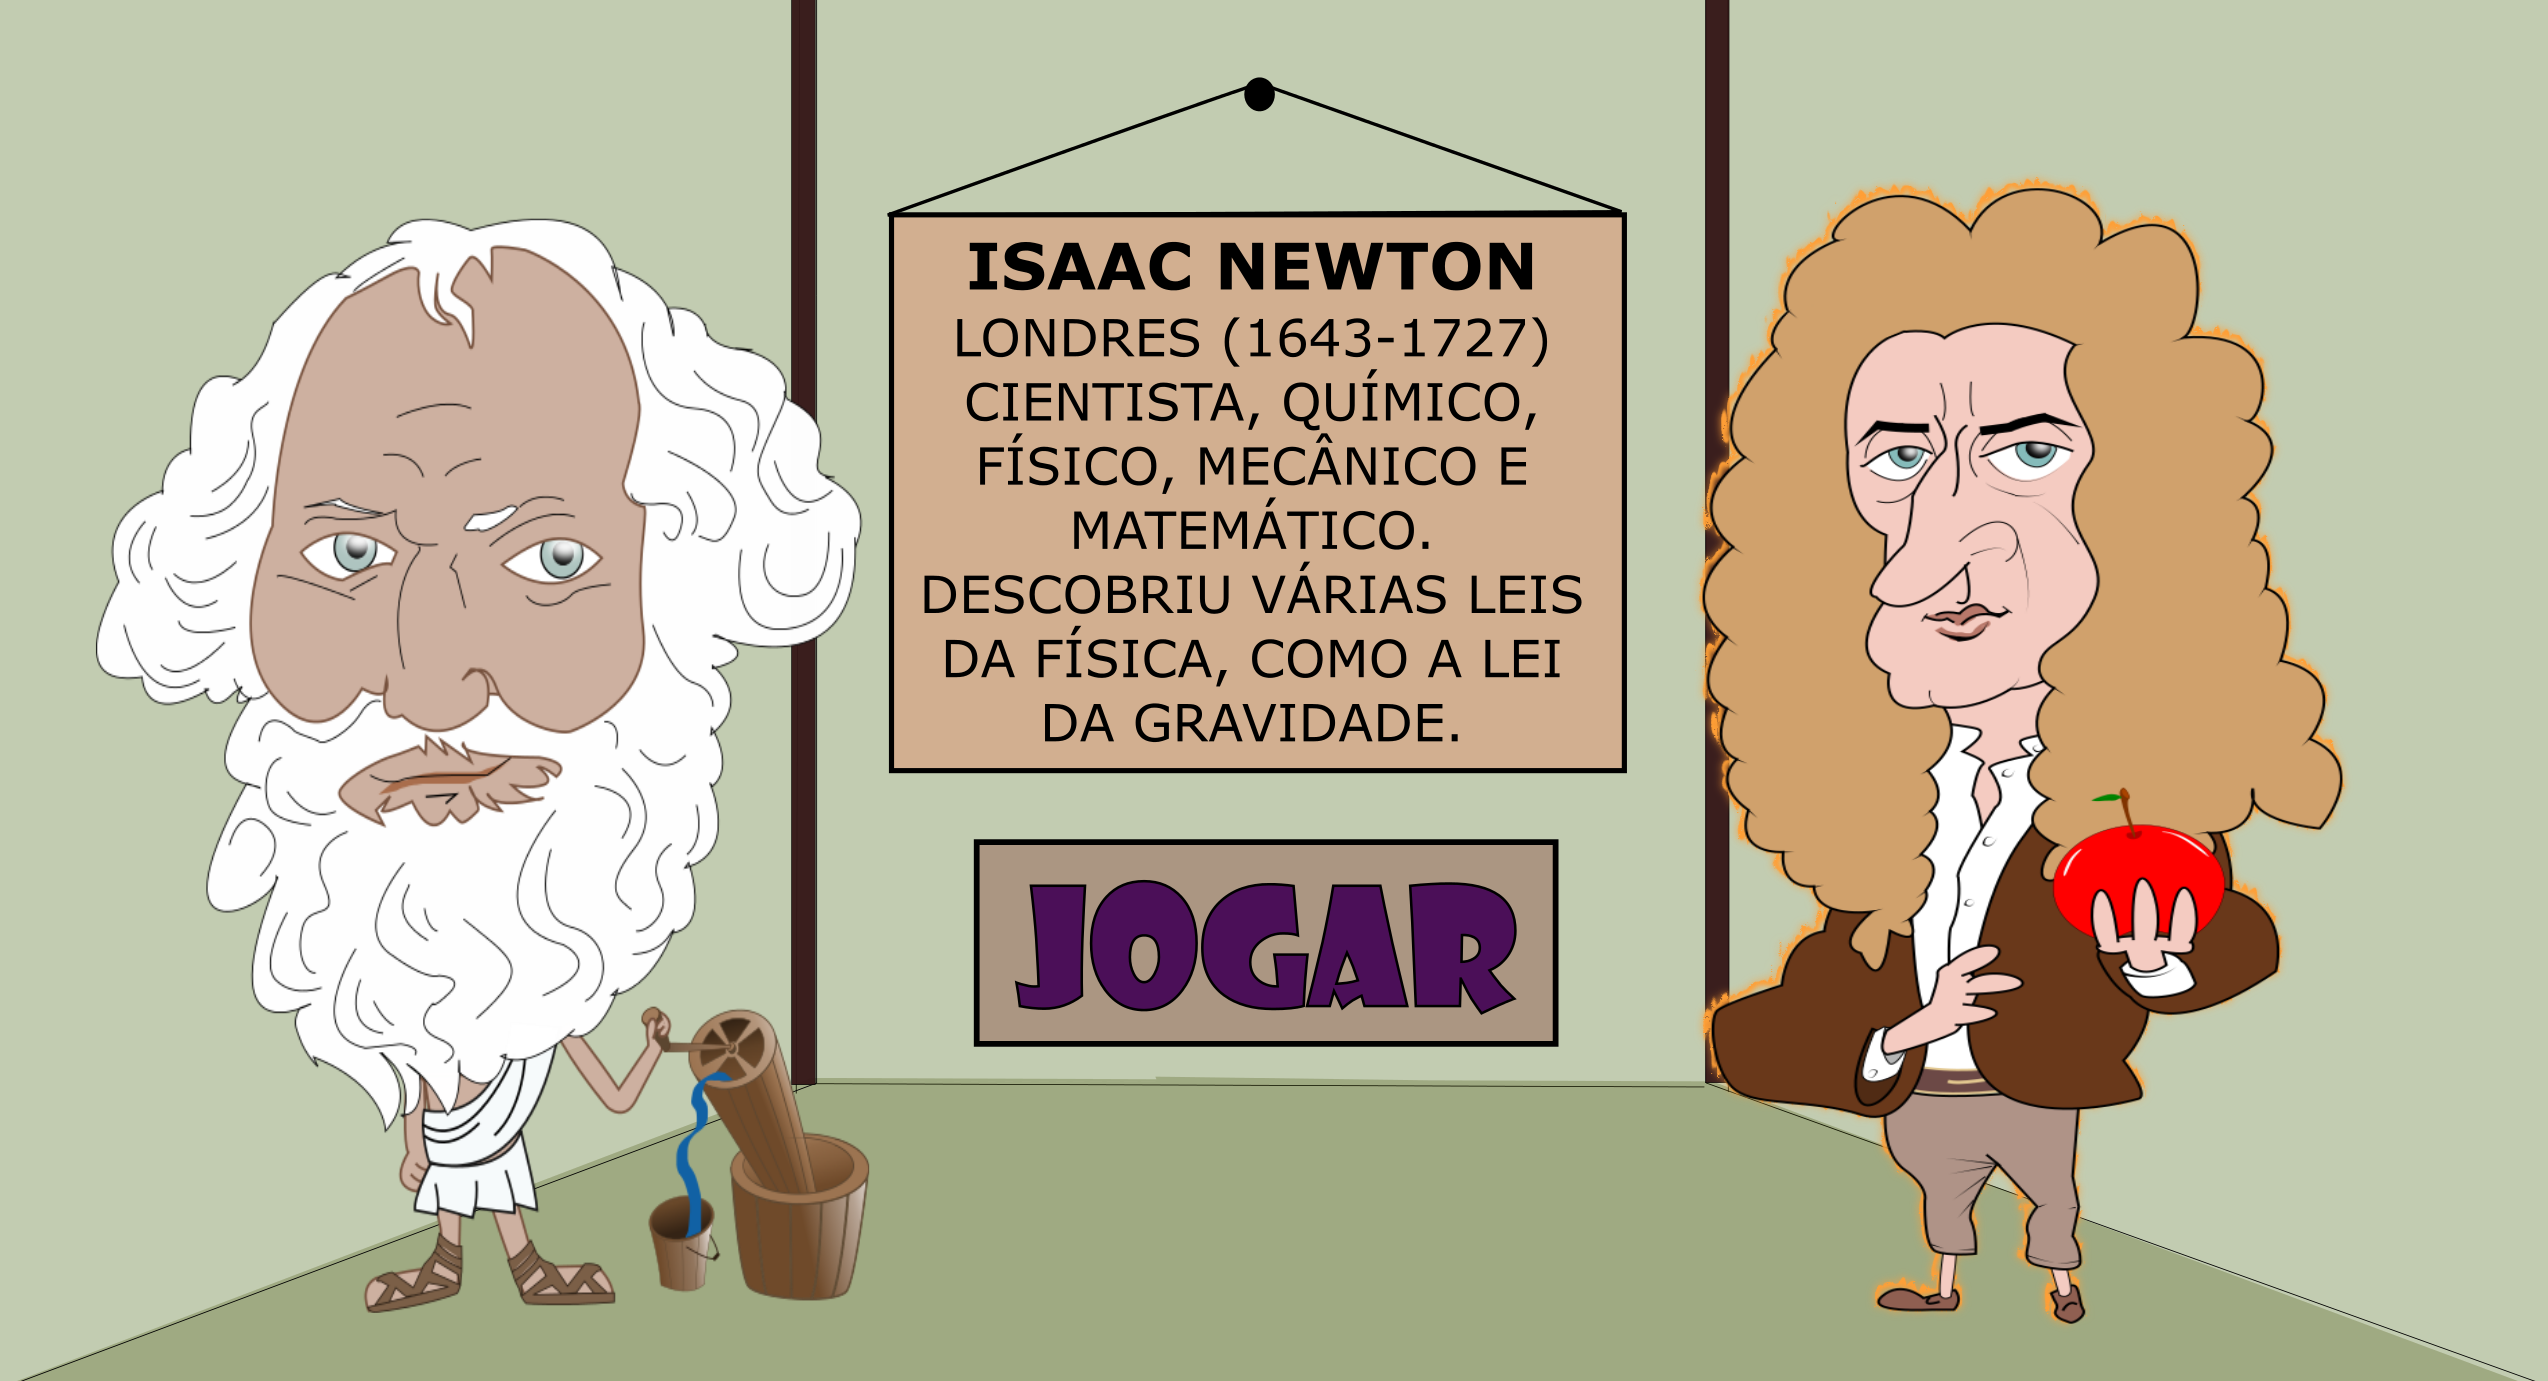 ISAAC NEWTON
LONDRES (1643-1727)
CIENTISTA, QUÍMICO,
FÍSICO, MECÂNICO E
MATEMÁTICO.
DESCOBRIU VÁRIAS LEIS
DA FÍSICA, COMO A LEI
DA GRAVIDADE.
JOGAR